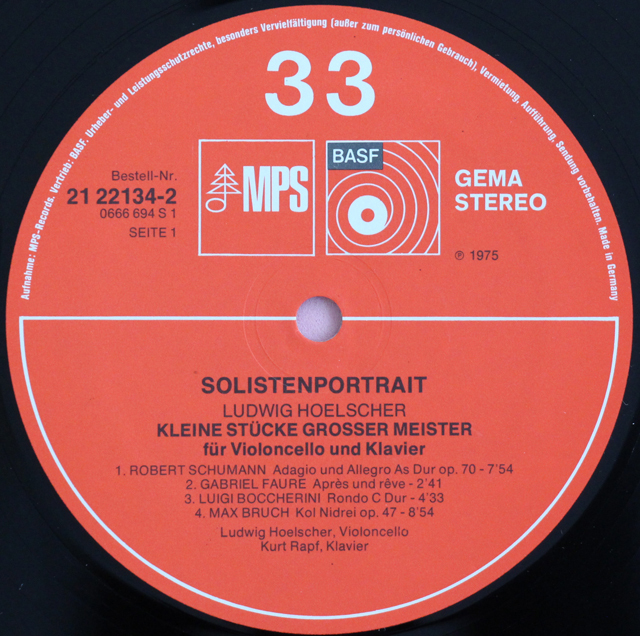 Aufnahme: MPS-Records. Vertrieb: BASF. Urheber- und Leistungsschutzrechte, besonders Vervielfältigung (außer zum persönlichen Gebrauch), Vermietung, Aufführung, Sendung vorbehalten. Made in Germany
33
Bestell-Nr.
21 22134-2
0666 694 S 1
SEITE 1
MPS
BASF
GEMA
STEREO
℗ 1975
SOLISTENPORTRAIT
LUDWIG HOELSCHER
KLEINE STÜCKE GROSSER MEISTER
für Violoncello und Klavier
1. ROBERT SCHUMANN Adagio und Allegro As Dur op. 70 - 7'54
2. GABRIEL FAURE Après und rêve - 2'41
3. LUIGI BOCCHERINI Rondo C Dur - 4'33
4. MAX BRUCH Kol Nidrei op. 47 - 8'54
Ludwig Hoelscher, Violoncello
Kurt Rapf, Klavier